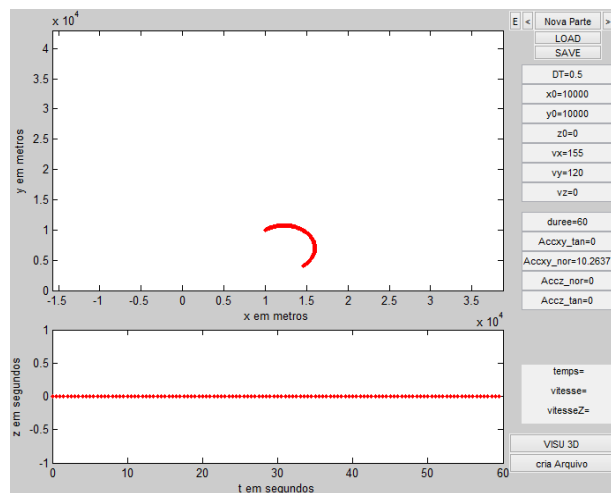 x 10^4
4
3.5
3
2.5
2
1.5
1
0.5
0
y em metros
-1.5 -1 -0.5 0 0.5 1 1.5 2 2.5 3 3.5
x em metros
x 10^4
1
0.5
0
-0.5
-1
z em segundos
0 10 20 30 40 50 60
t em segundos
E < Nova Parte >
LOAD
SAVE
DT=0.5
x0=10000
y0=10000
z0=0
vx=155
vy=120
vz=0
duree=60
Accxy_tan=0
Accxy_nor=10.2637
Accz_nor=0
Accz_tan=0
temps=
vitesse=
vitesseZ=
VISU 3D
cria Arquivo